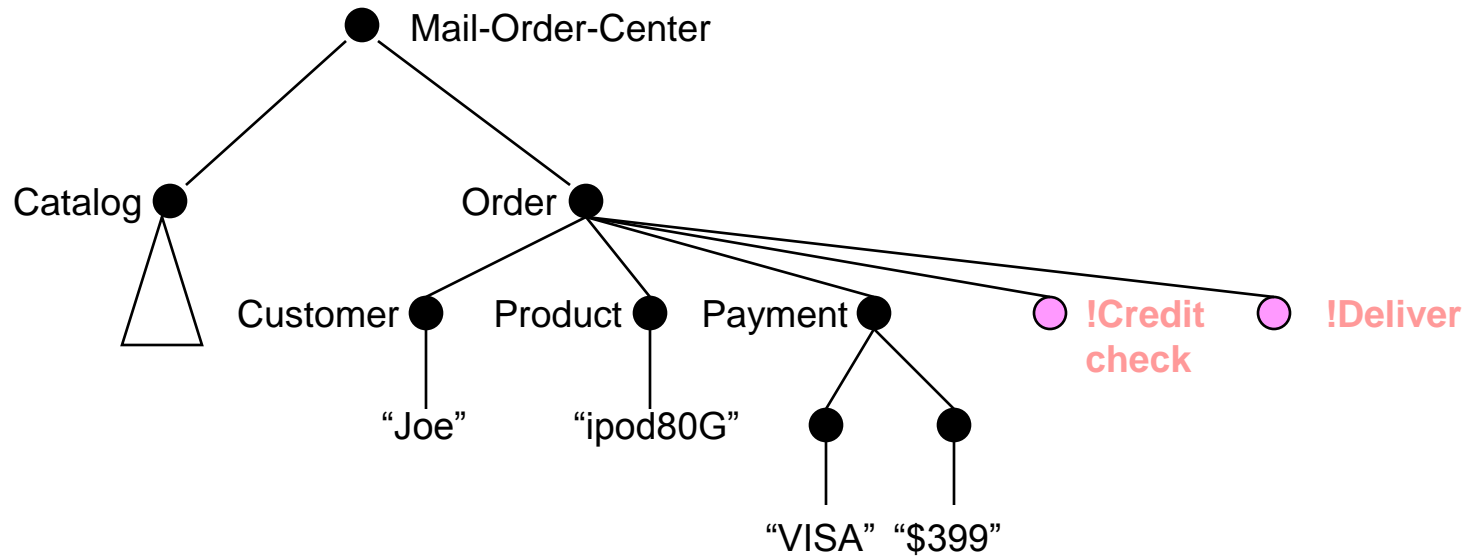 Mail-Order-Center
Catalog
Order
Customer
Product
Payment
!Credit
check
!Deliver
“Joe”
“ipod80G”
“VISA”
“$399”